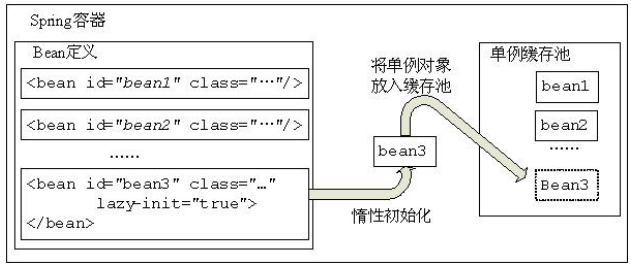 Spring容器
Bean定义
<bean id="bean1" class="…"/>
<bean id="bean2" class="…"/>
……
<bean id="bean3" class="…"
lazy-init="true">
</bean>
将单例对象
放入缓存池
bean3
惰性初始化
单例缓存池
bean1
bean2
……
Bean3